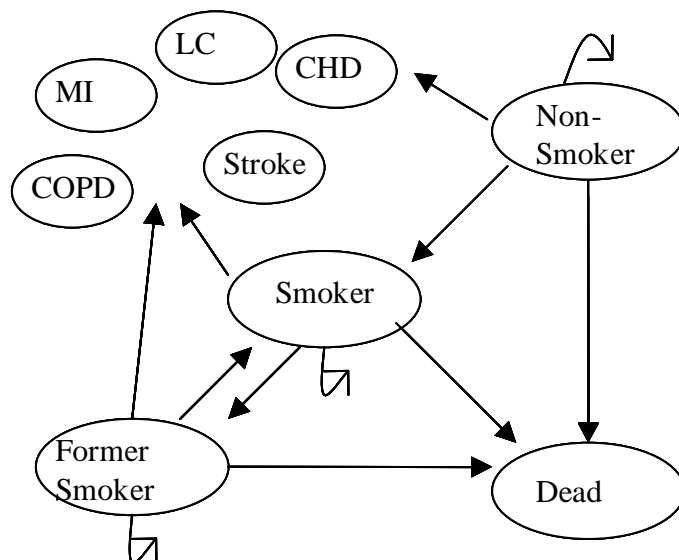 LC
CHD
MI
Non-
Smoker
Stroke
COPD
Smoker
Former
Smoker
Dead